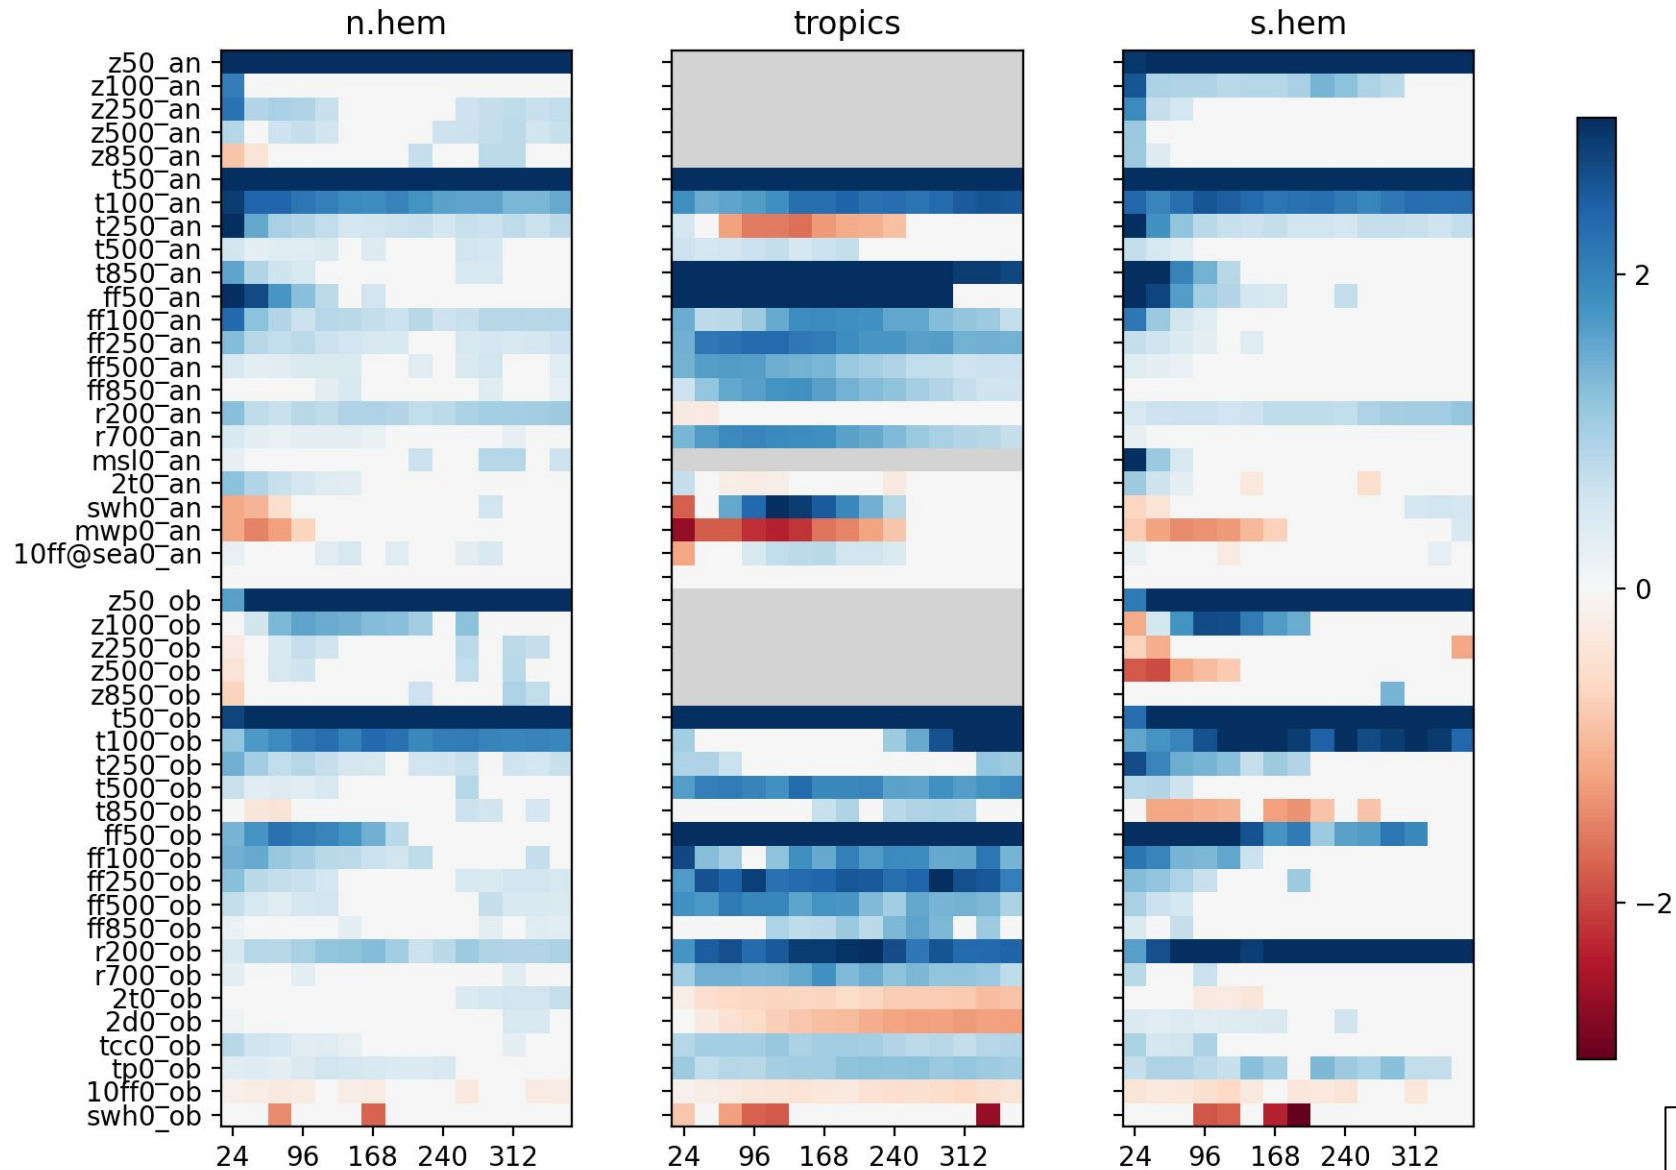 n.hem
tropics
s.hem
z50_an
z100_an
z250_an
z500_an
z850_an
t50_an
t100_an
t250_an
t500_an
t850_an
ff50_an
ff100_an
ff250_an
ff500_an
ff850_an
r200_an
r700_an
msl0_an
2t0_an
swh0_an
mwp0_an
10ff@sea0_an
z50_ob
z100_ob
z250_ob
z500_ob
z850_ob
t50_ob
t100_ob
t250_ob
t500_ob
t850_ob
ff50_ob
ff100_ob
ff250_ob
ff500_ob
ff850_ob
r200_ob
r700_ob
2t0_ob
2d0_ob
tcc0_ob
tp0_ob
10ff0_ob
swh0_ob
24 96 168 240 312
24 96 168 240 312
24 96 168 240 312
2
0
−2